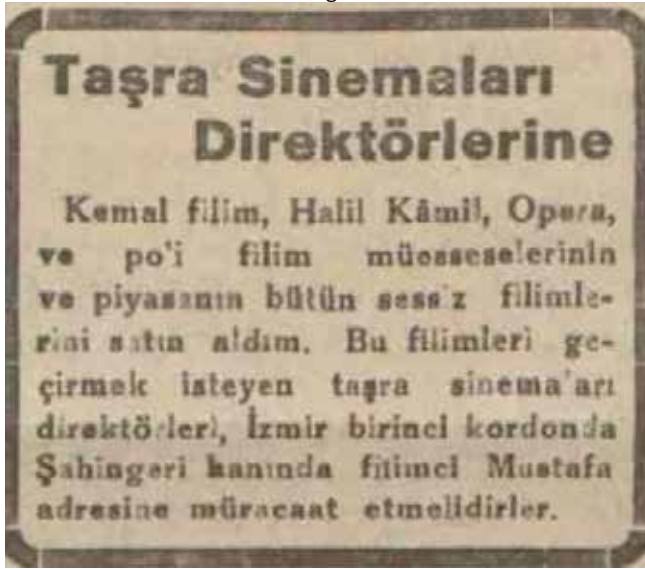 Taşra Sinemaları
Direktörlerine
Kemal filim, Halil Kâmil, Opera,
ve po'i filim müesseselerinin
ve piyasanın bütün sessiz filimle-
rini satın aldım. Bu filimleri ge-
çirmek isteyen taşra sinema'arı
direktörleri, İzmir birinci kordonda
Şahingeri hanında filimci Mustafa
adresine müracaat etmelidirler.